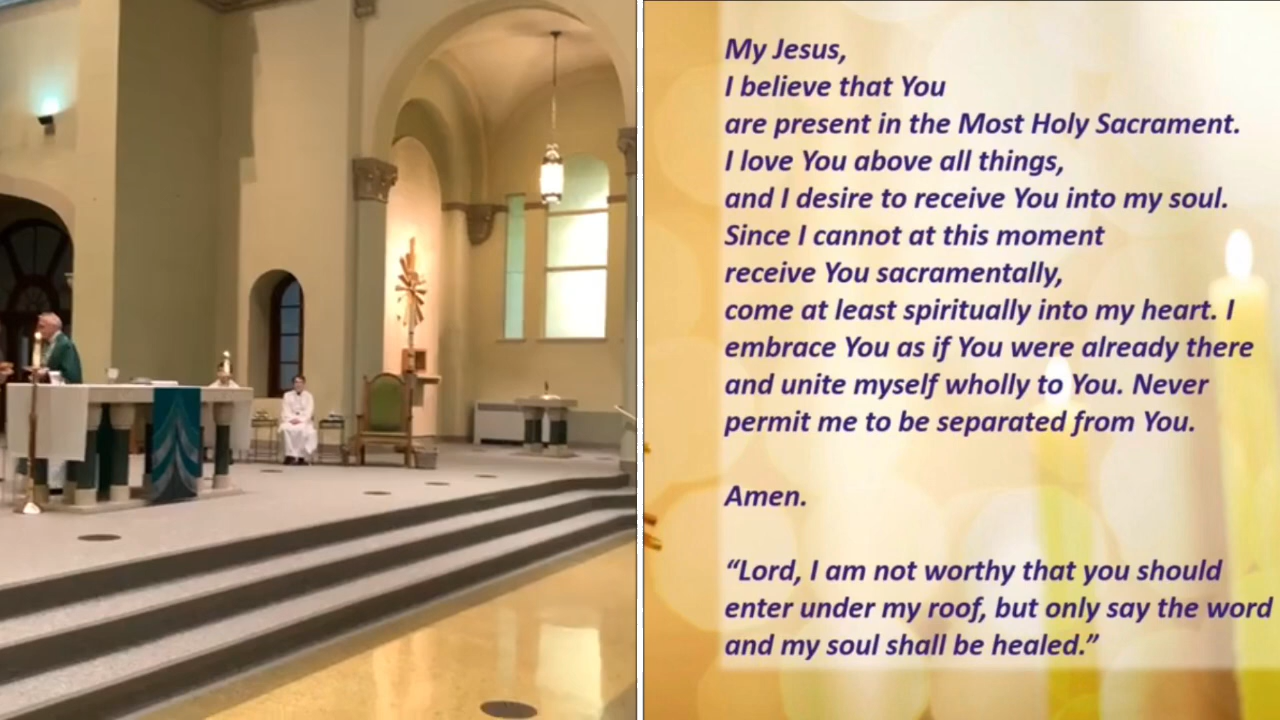 My Jesus,
I believe that You
are present in the Most Holy Sacrament.
I love You above all things,
and I desire to receive You into my soul.
Since I cannot at this moment
receive You sacramentally,
come at least spiritually into my heart. I
embrace You as if You were already there
and unite myself wholly to You. Never
permit me to be separated from You.
Amen.
“Lord, I am not worthy that you should
enter under my roof, but only say the word
and my soul shall be healed.”